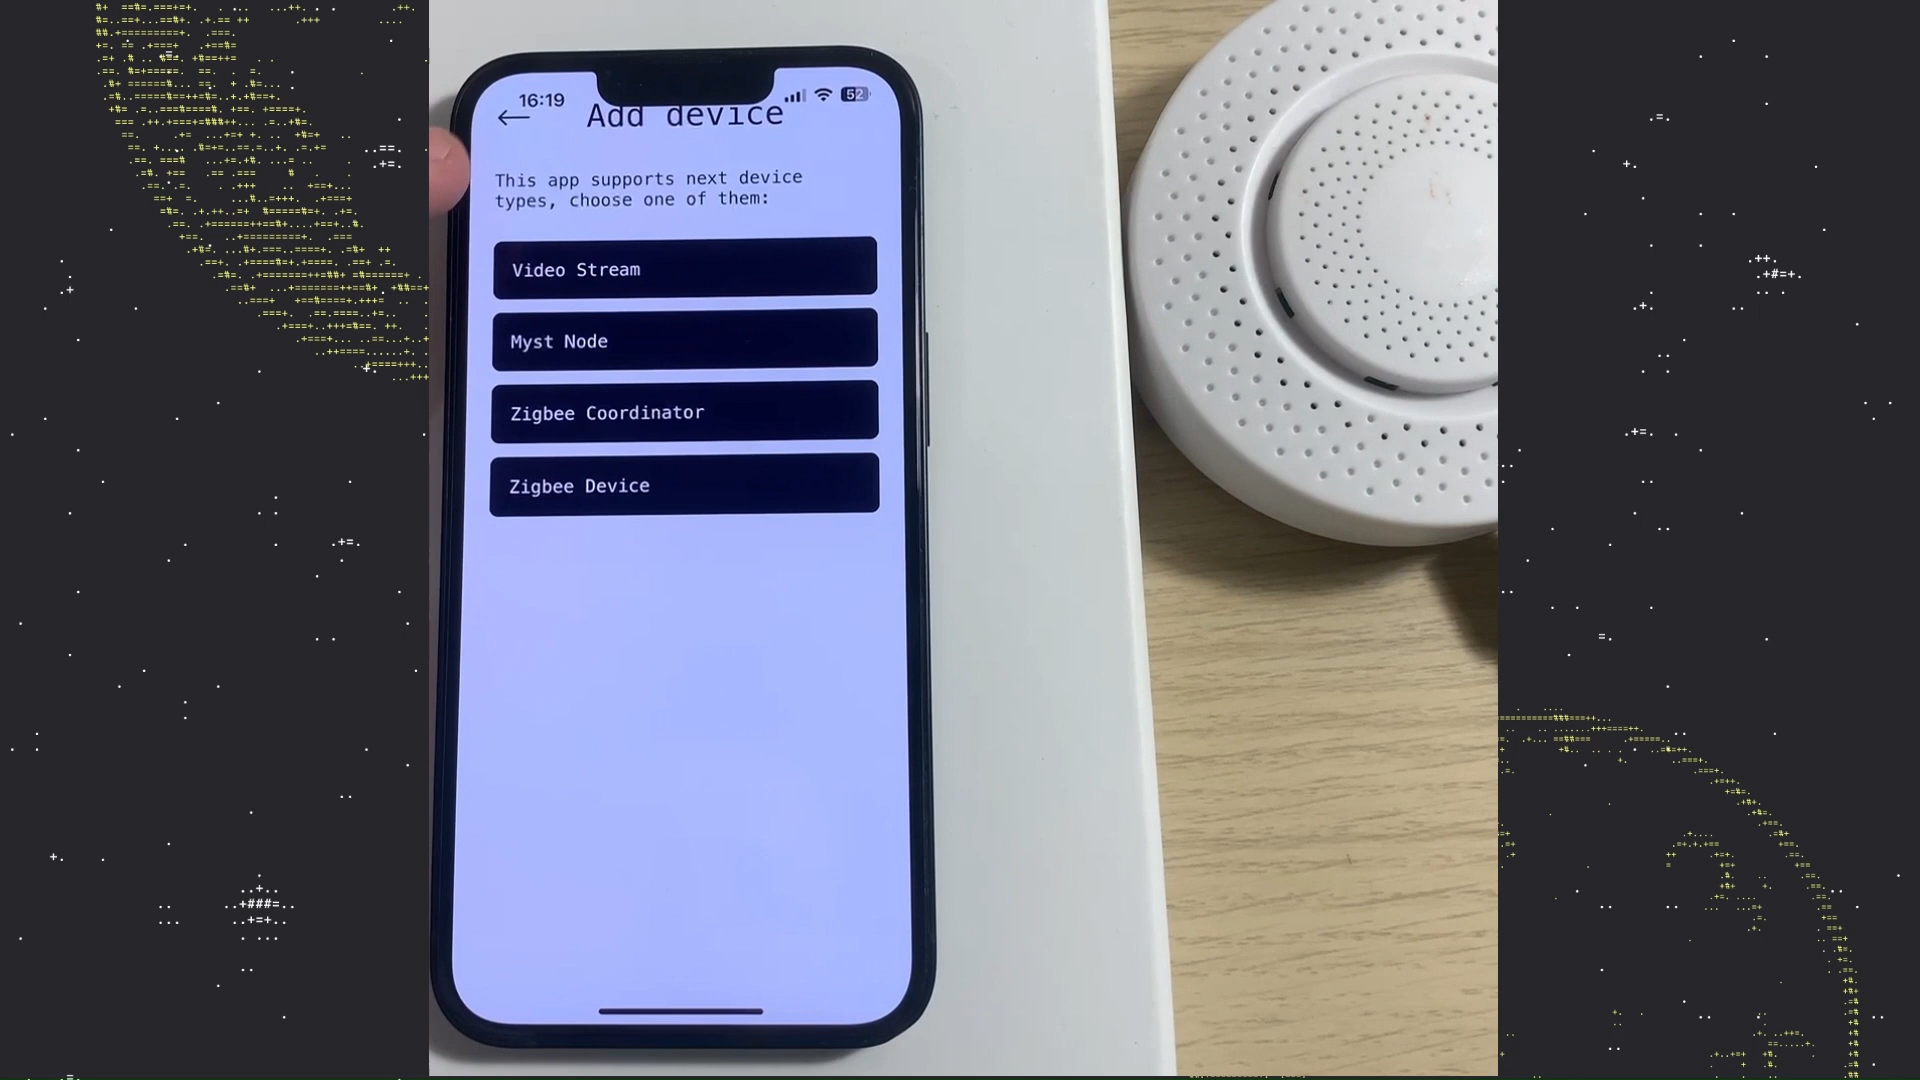 16:19
52
Add device
This app supports next device
types, choose one of them:
Video Stream
Myst Node
Zigbee Coordinator
Zigbee Device